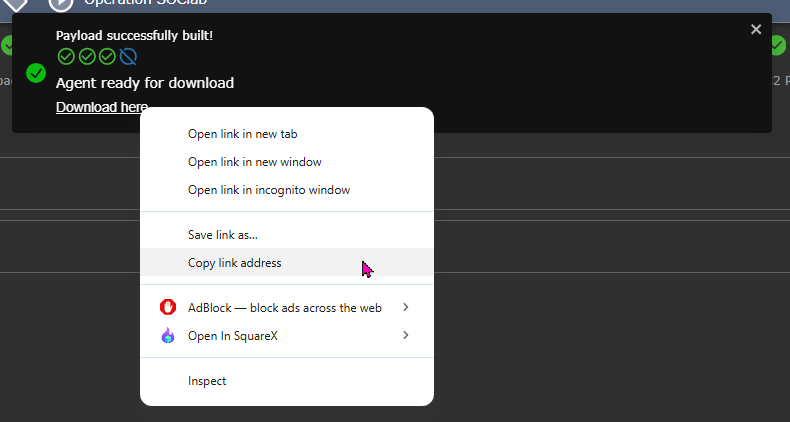 Operation SOClab
Payload successfully built!
Agent ready for download
Download here
Open link in new tab
Open link in new window
Open link in incognito window
Save link as...
Copy link address
AdBlock — block ads across the web
Open In SquareX
Inspect